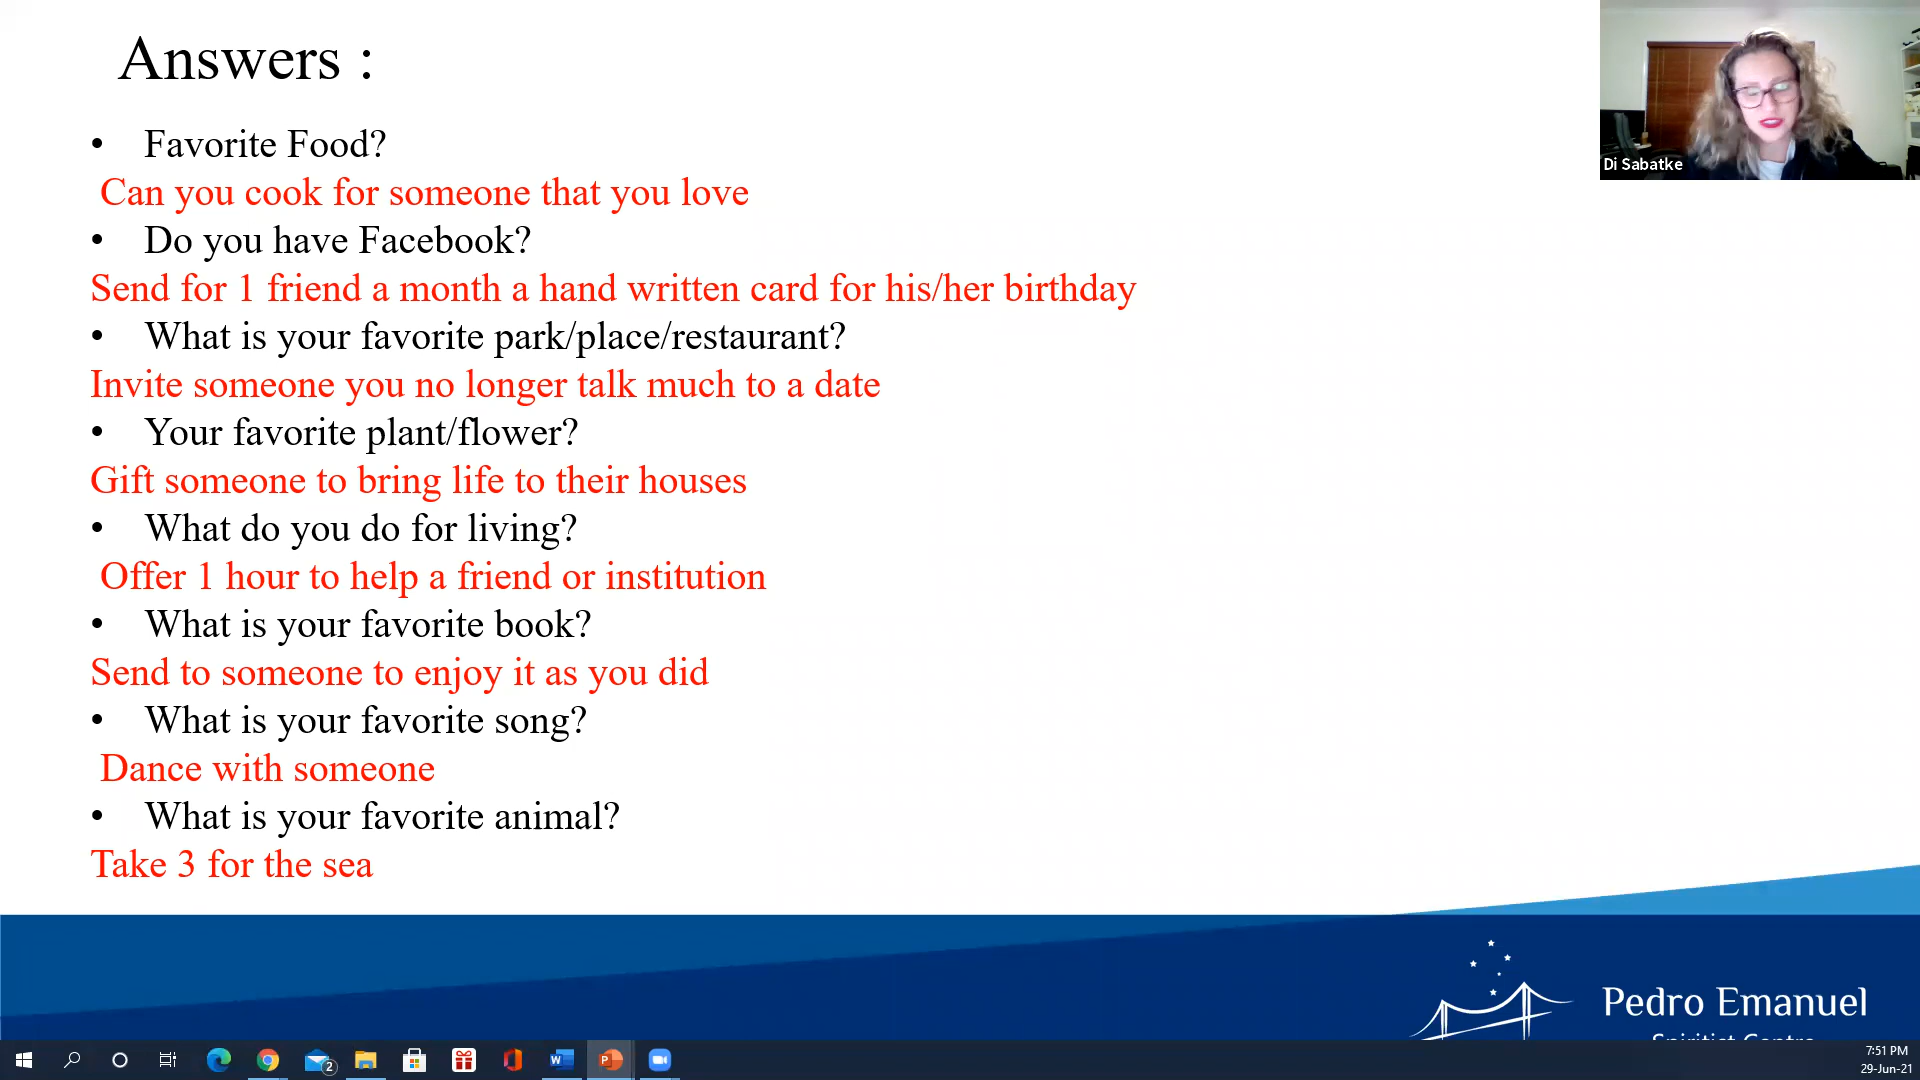 Answers :
• Favorite Food?
Can you cook for someone that you love
• Do you have Facebook?
Send for 1 friend a month a hand written card for his/her birthday
• What is your favorite park/place/restaurant?
Invite someone you no longer talk much to a date
• Your favorite plant/flower?
Gift someone to bring life to their houses
• What do you do for living?
Offer 1 hour to help a friend or institution
• What is your favorite book?
Send to someone to enjoy it as you did
• What is your favorite song?
Dance with someone
• What is your favorite animal?
Take 3 for the sea
Di Sabatke
Pedro Emanuel
Spiritist Centre
2
W
P
7:51 PM
29-Jun-21